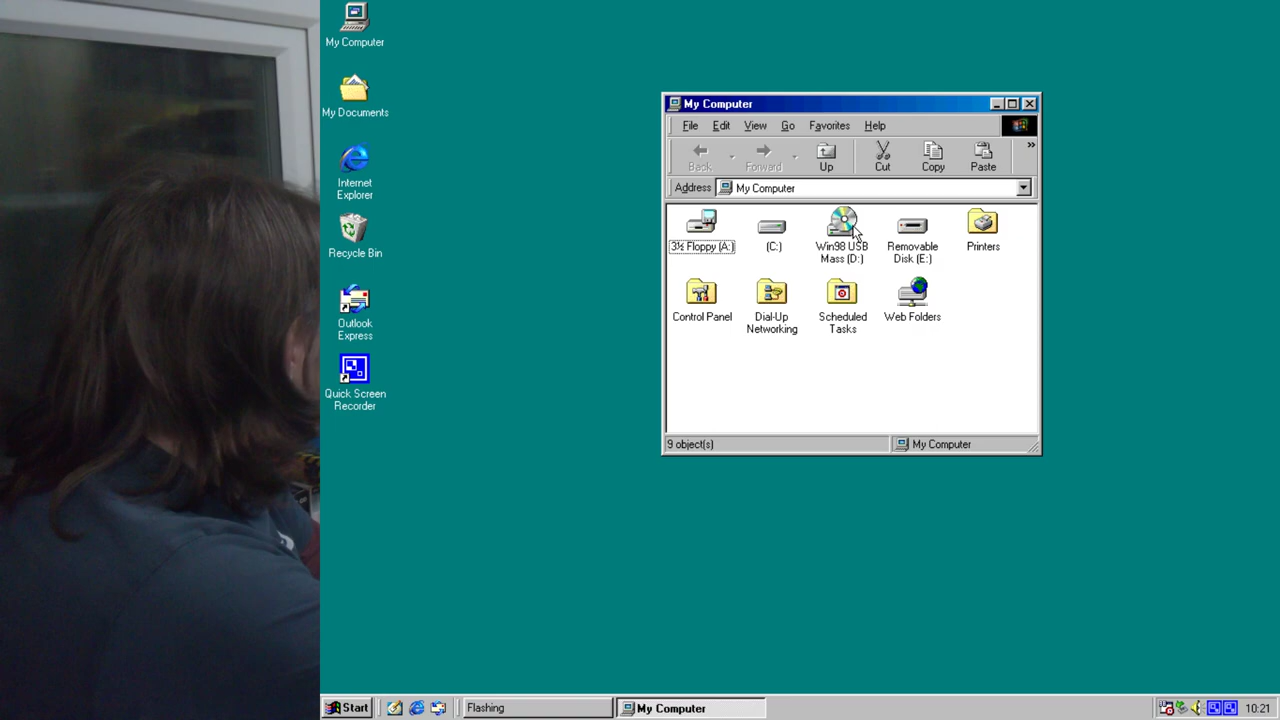 My Computer
My Documents
Internet
Explorer
Recycle Bin
Outlook
Express
Quick Screen
Recorder
My Computer
File Edit View Go Favorites Help
Back Forward Up Cut Copy Paste »
Address My Computer
3½ Floppy (A:) (C:) Win98 USB Mass (D:) Removable Disk (E:) Printers
Control Panel Dial-Up Networking Scheduled Tasks Web Folders
9 object(s) My Computer
Start Flashing My Computer 10:21